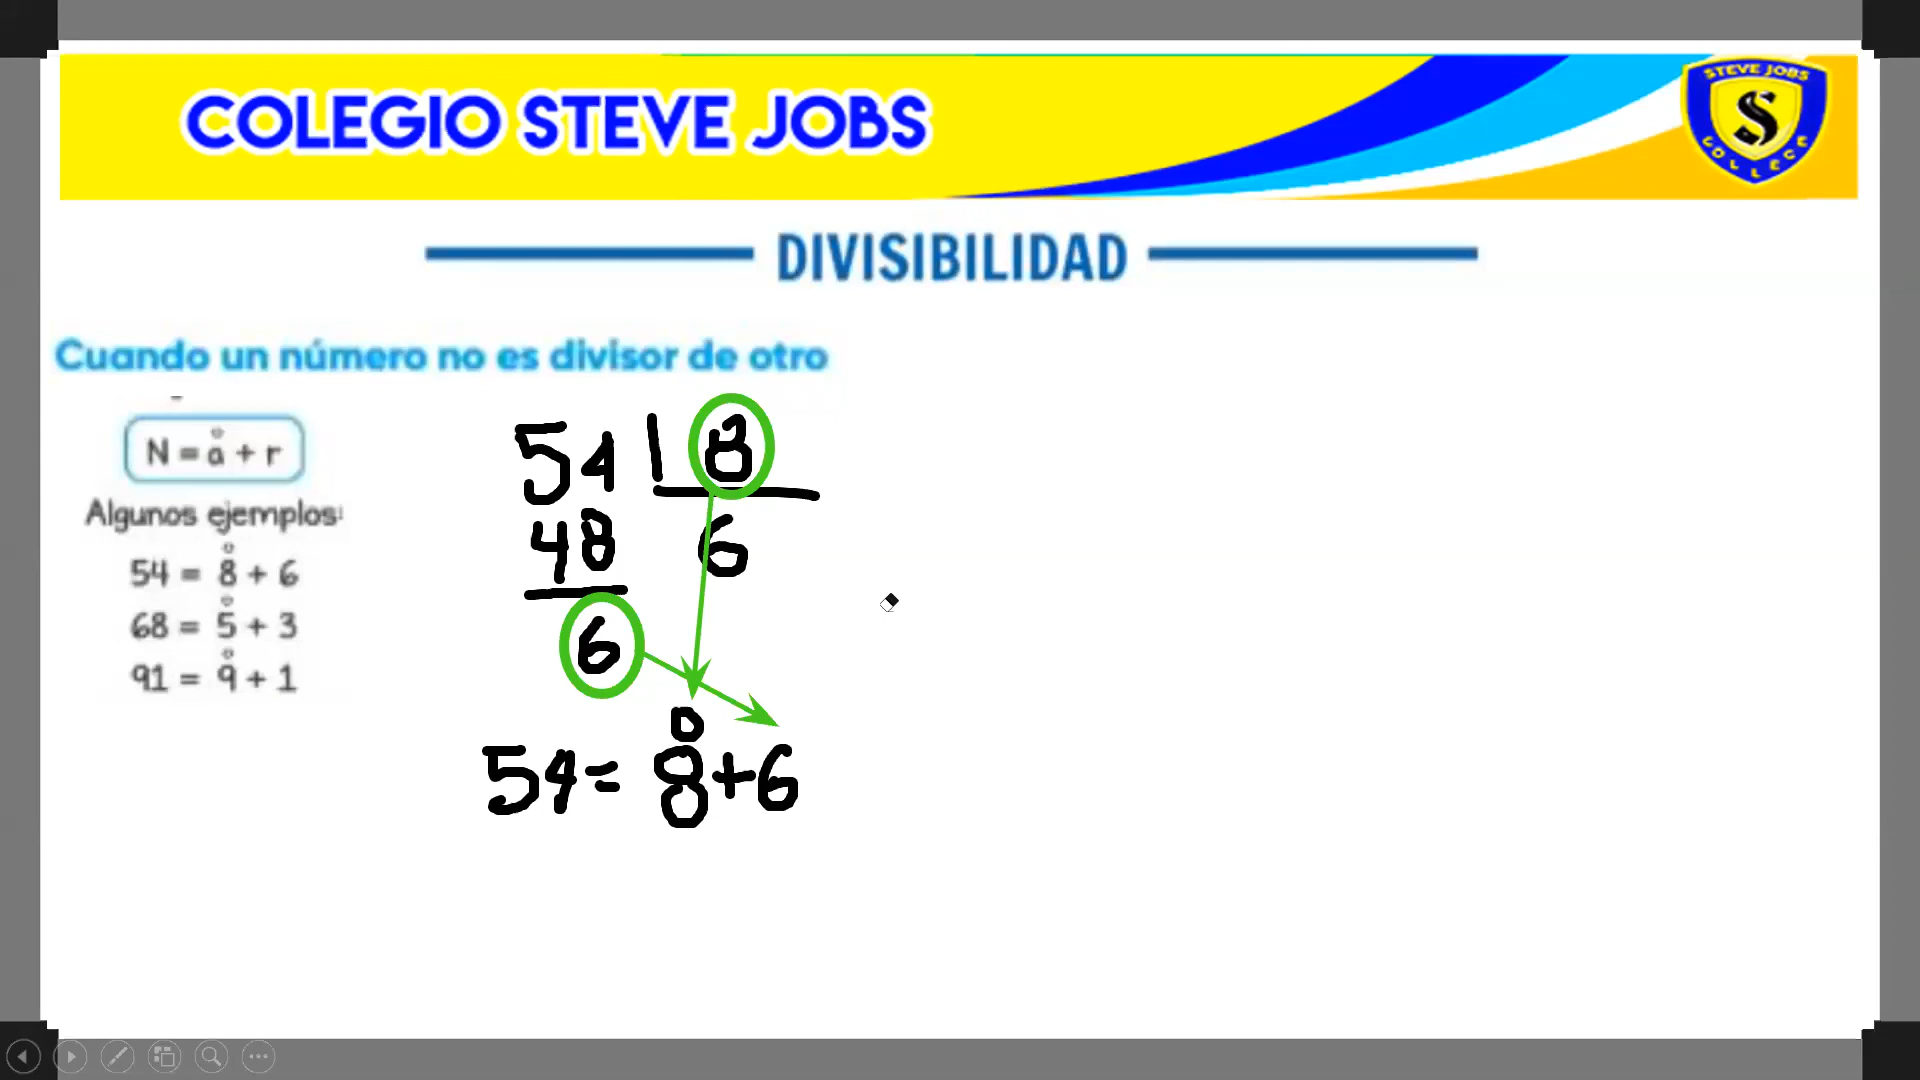 COLEGIO STEVE JOBS
STEVE JOBS
S
COLLEGE
DIVISIBILIDAD
Cuando un número no es divisor de otro
N = å + r
Algunos ejemplos:
54 = 8̊ + 6
68 = 5̊ + 3
91 = 9̊ + 1
54 8
48 6
6
54 = 8̊ + 6